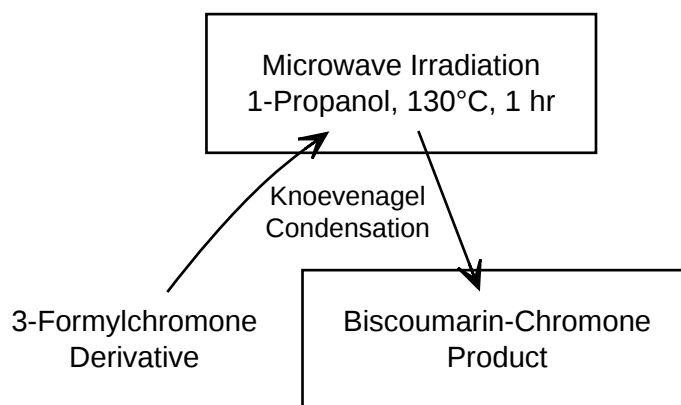 Microwave Irradiation
1-Propanol, 130°C, 1 hr
Knoevenagel
Condensation
3-Formylchromone
Derivative
Biscoumarin-Chromone
Product